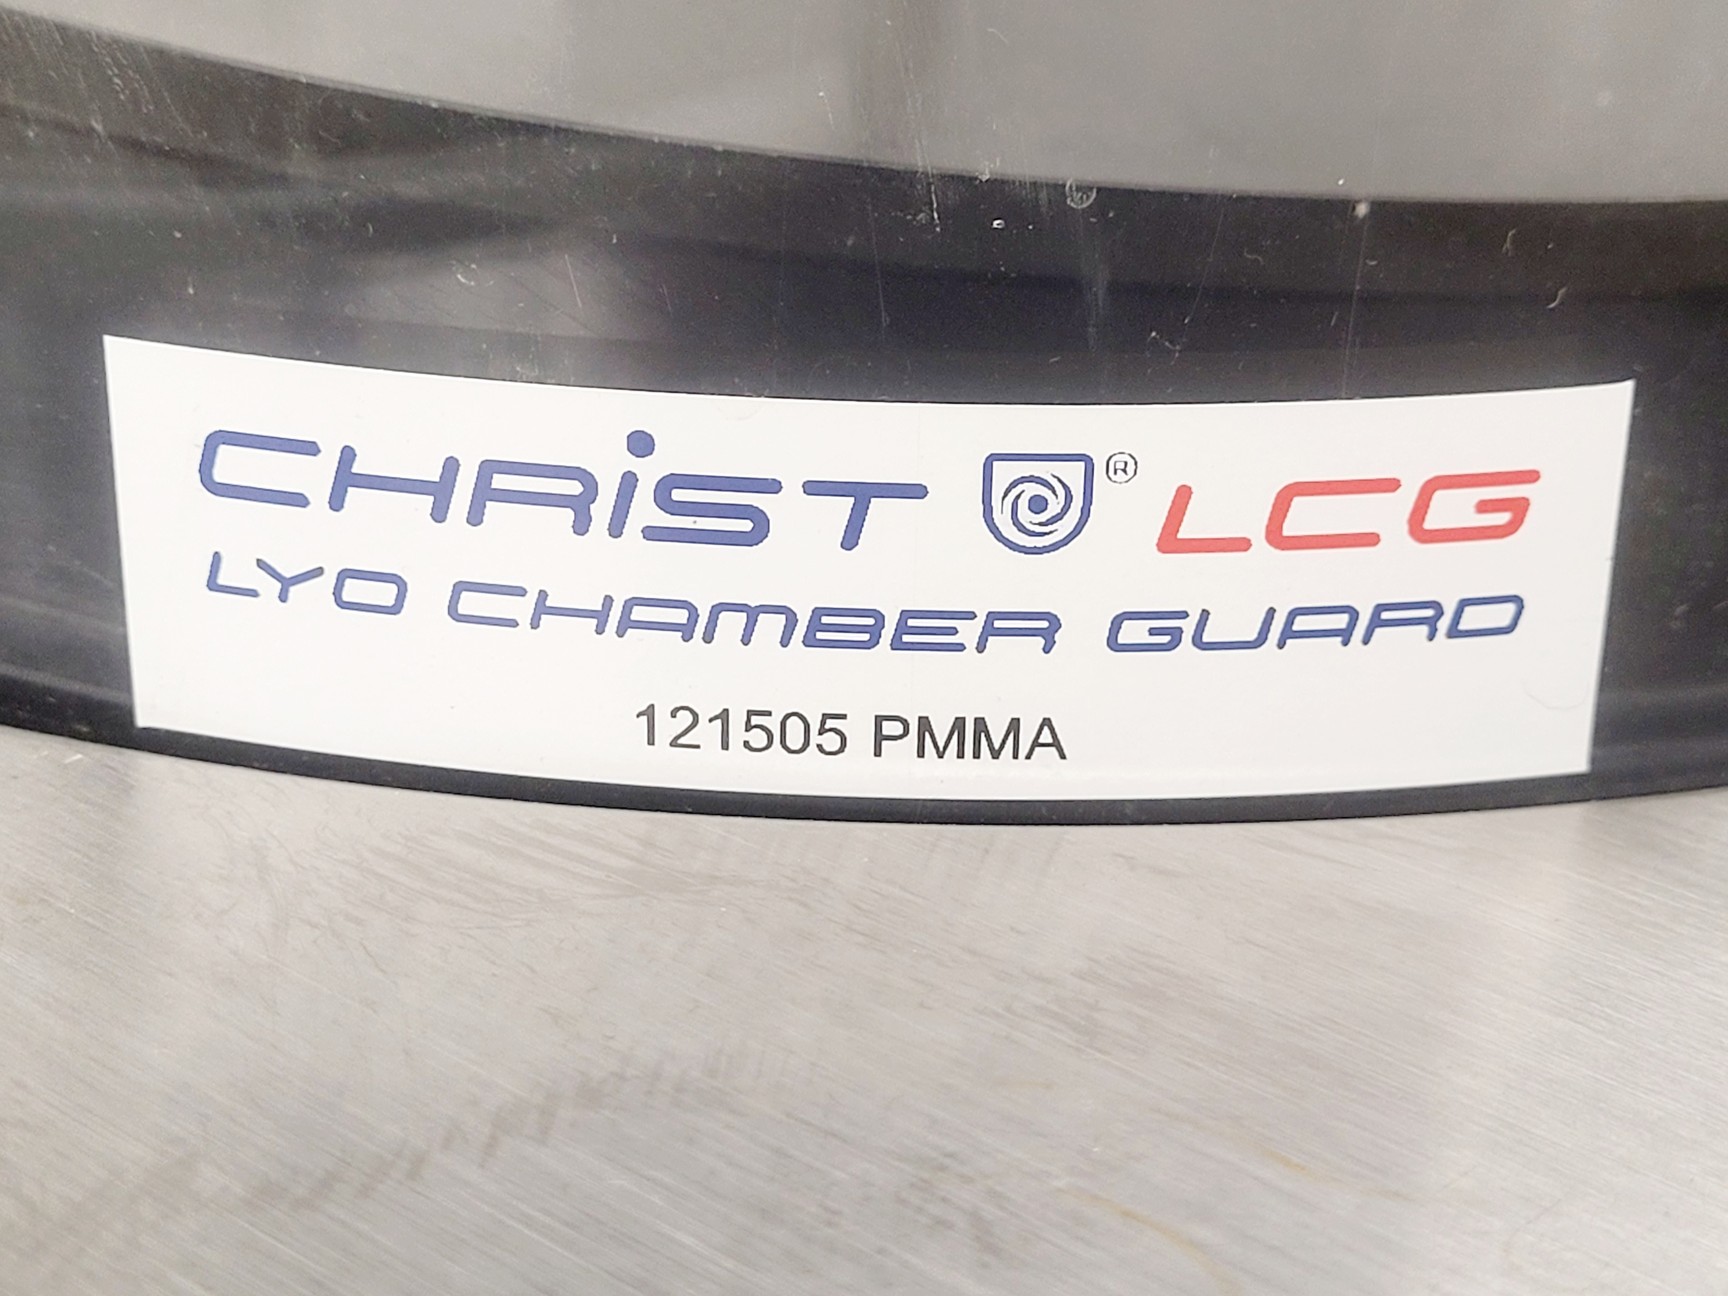 CHRiST ® LCG
LYO CHAMBER GUARD
121505 PMMA